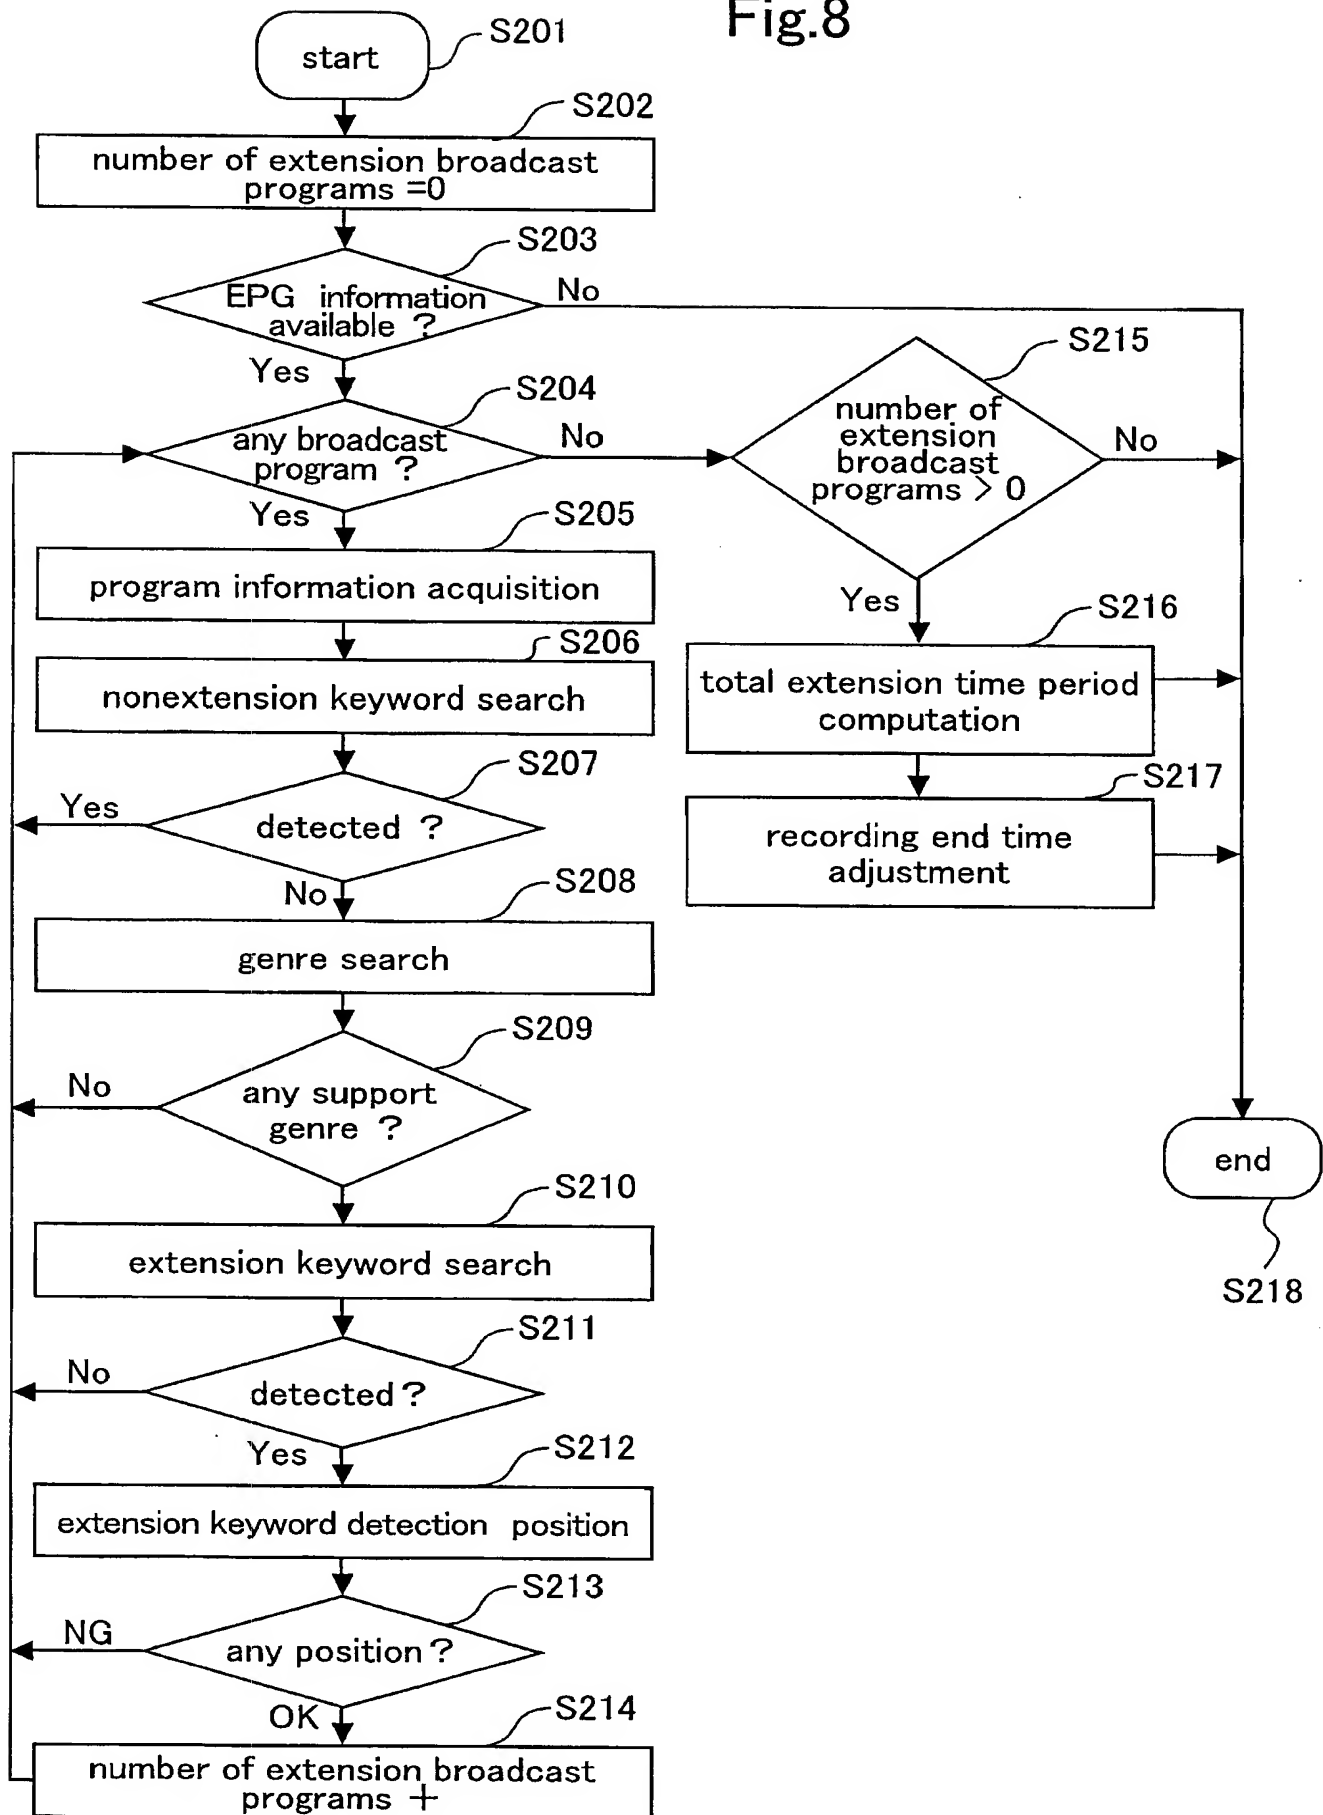 Fig.8
start
S201
S202
number of extension broadcast
programs =0
S203
EPG information
available ?
No
Yes
S204
any broadcast
program ?
No
Yes
S215
number of
extension
broadcast
programs > 0
No
Yes
S205
program information acquisition
S206
nonextension keyword search
S216
total extension time period
computation
S207
detected ?
Yes
No
S217
recording end time
adjustment
S208
genre search
S209
any support
genre ?
No
end
S218
S210
extension keyword search
S211
detected ?
No
Yes
S212
extension keyword detection position
S213
any position ?
NG
OK
S214
number of extension broadcast
programs +